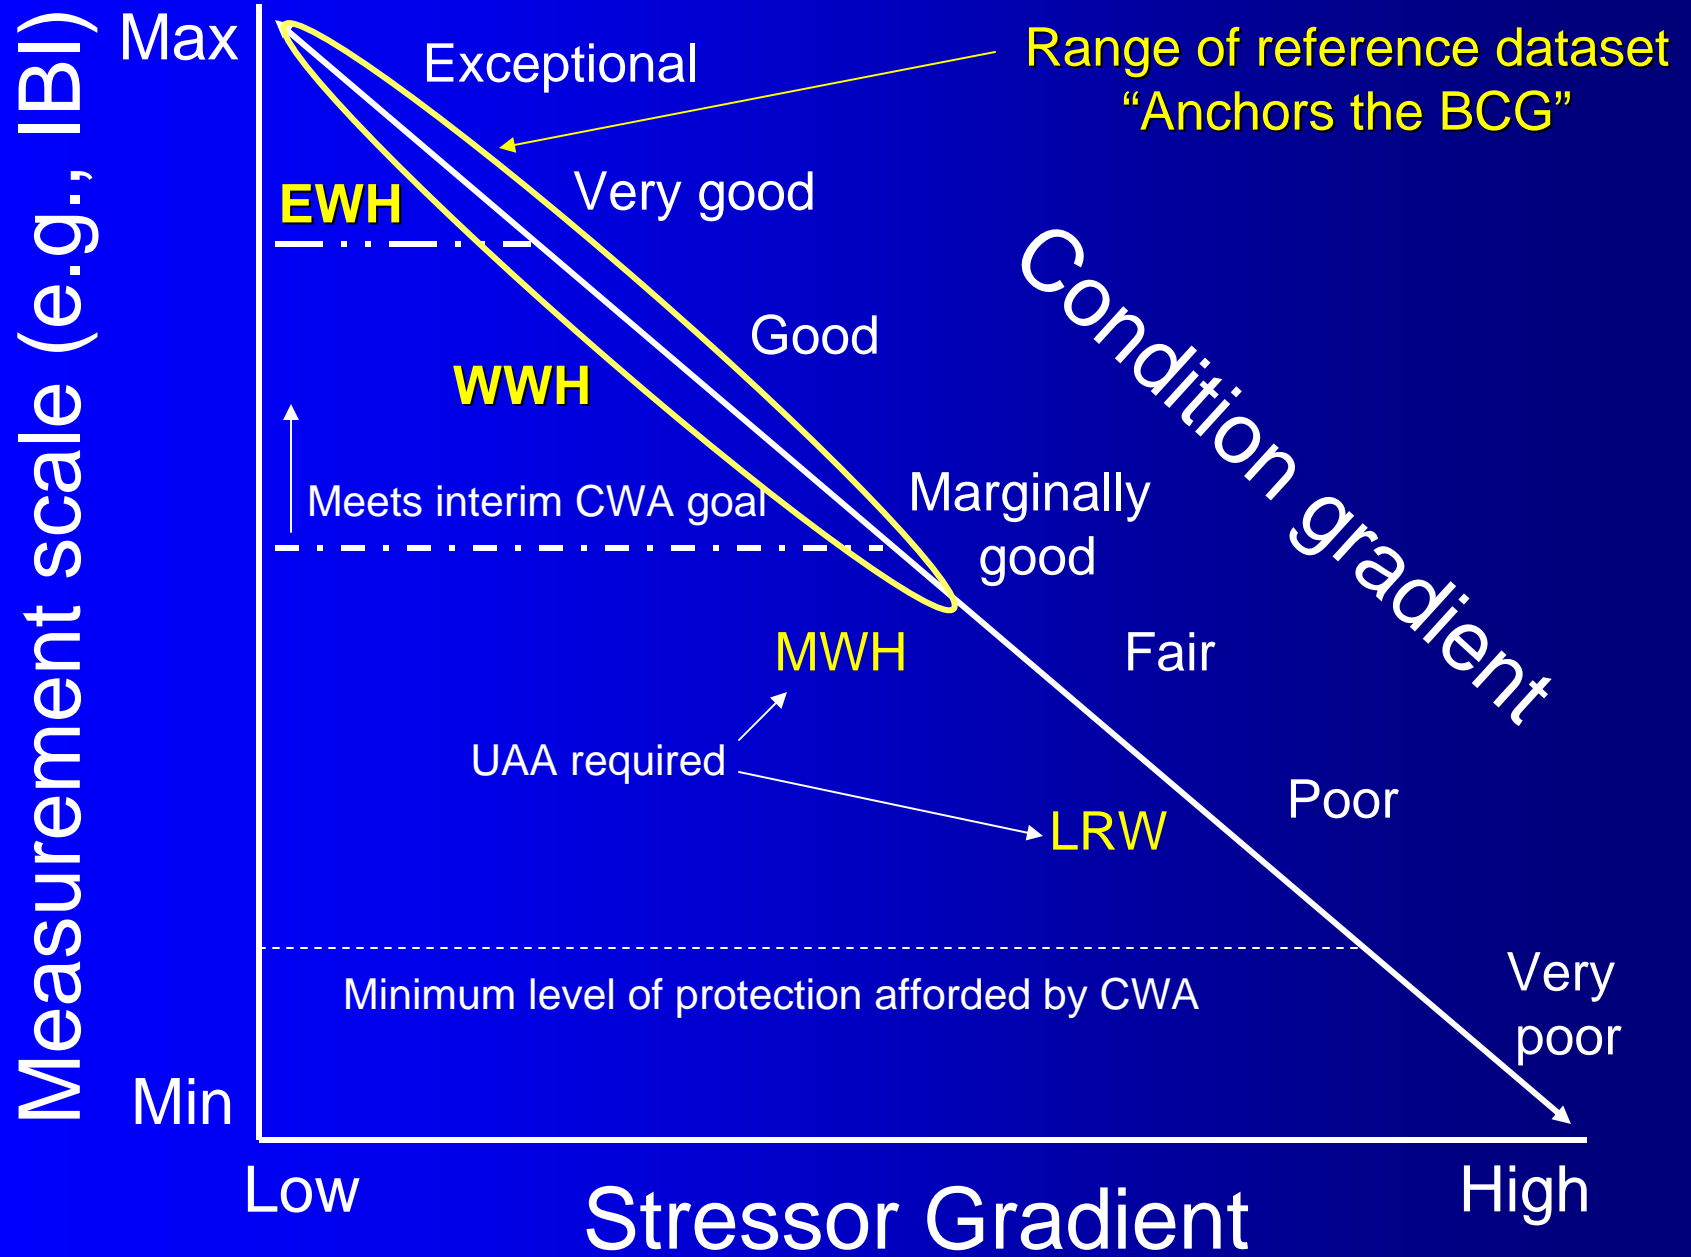 Measurement scale (e.g., IBI)
Max
Exceptional
Range of reference dataset
“Anchors the BCG”
EWH
Very good
Condition gradient
Good
WWH
Meets interim CWA goal
Marginally
good
MWH
Fair
UAA required
Poor
LRW
Very
poor
Minimum level of protection afforded by CWA
Min
Low
Stressor Gradient
High